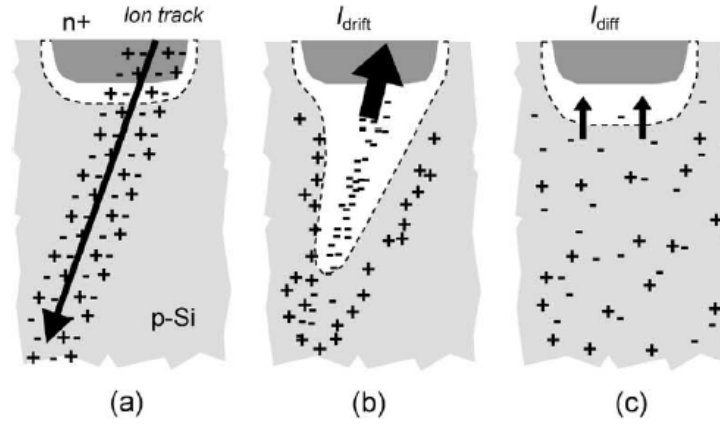 n+ Ion track
I_drift
I_diff
p-Si
(a)
(b)
(c)